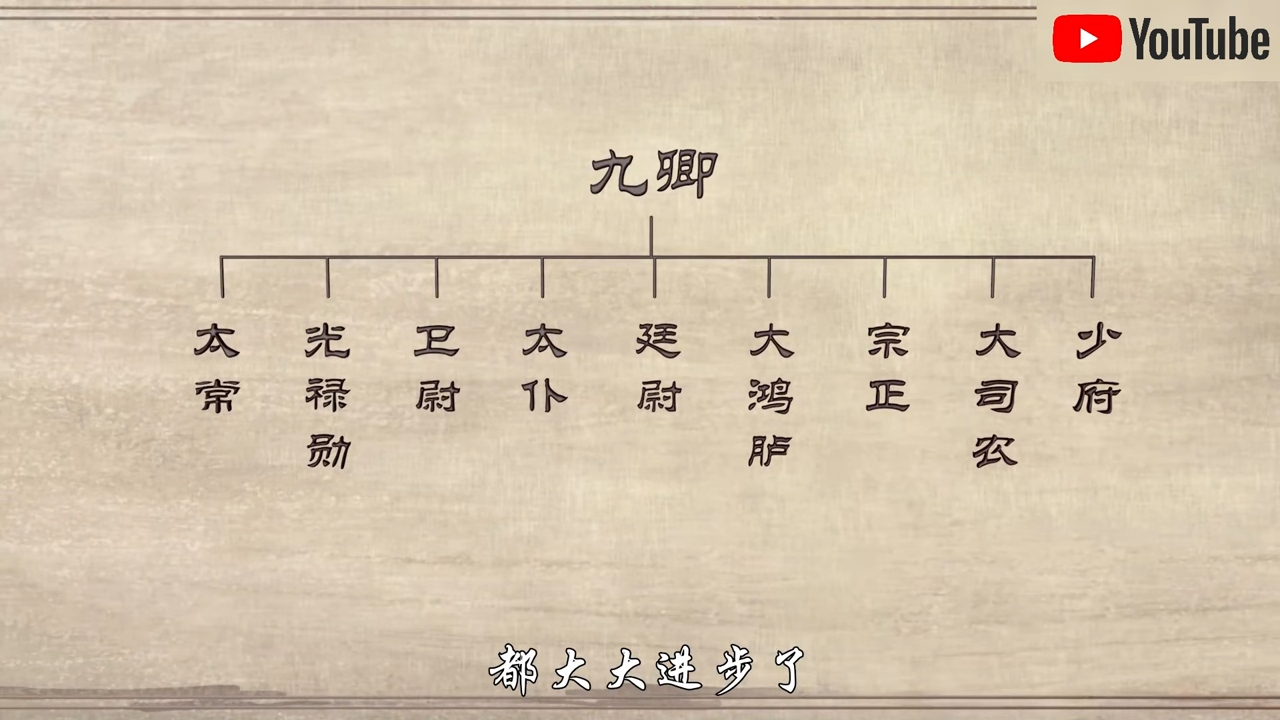 YouTube
九卿
太常
光禄勋
卫尉
太仆
廷尉
大鸿胪
宗正
大司农
少府
都大大进步了